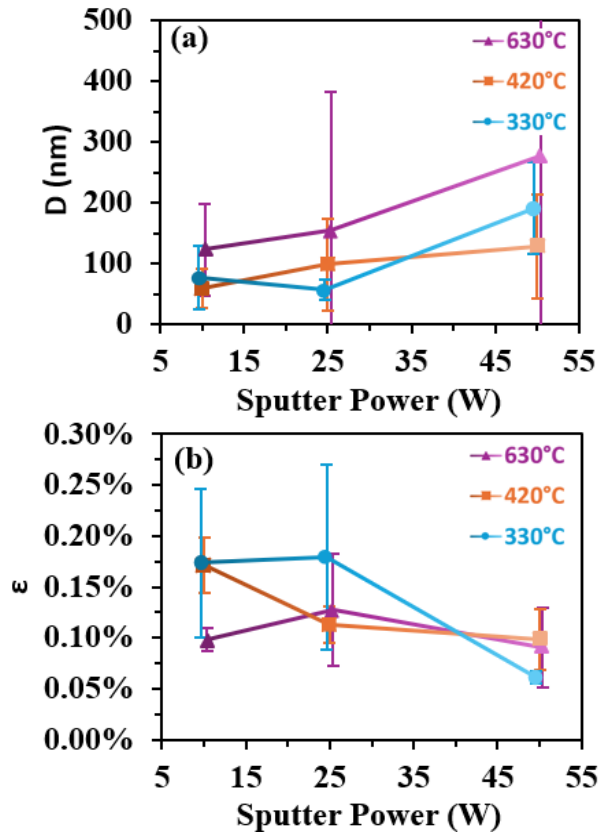 500
(a)
630°C
400
420°C
300
330°C
D (nm)
200
100
0
5
15
25
35
45
55
Sputter Power (W)
0.30%
(b)
630°C
0.25%
420°C
0.20%
330°C
0.15%
ε
0.10%
0.05%
0.00%
5
15
25
35
45
55
Sputter Power (W)